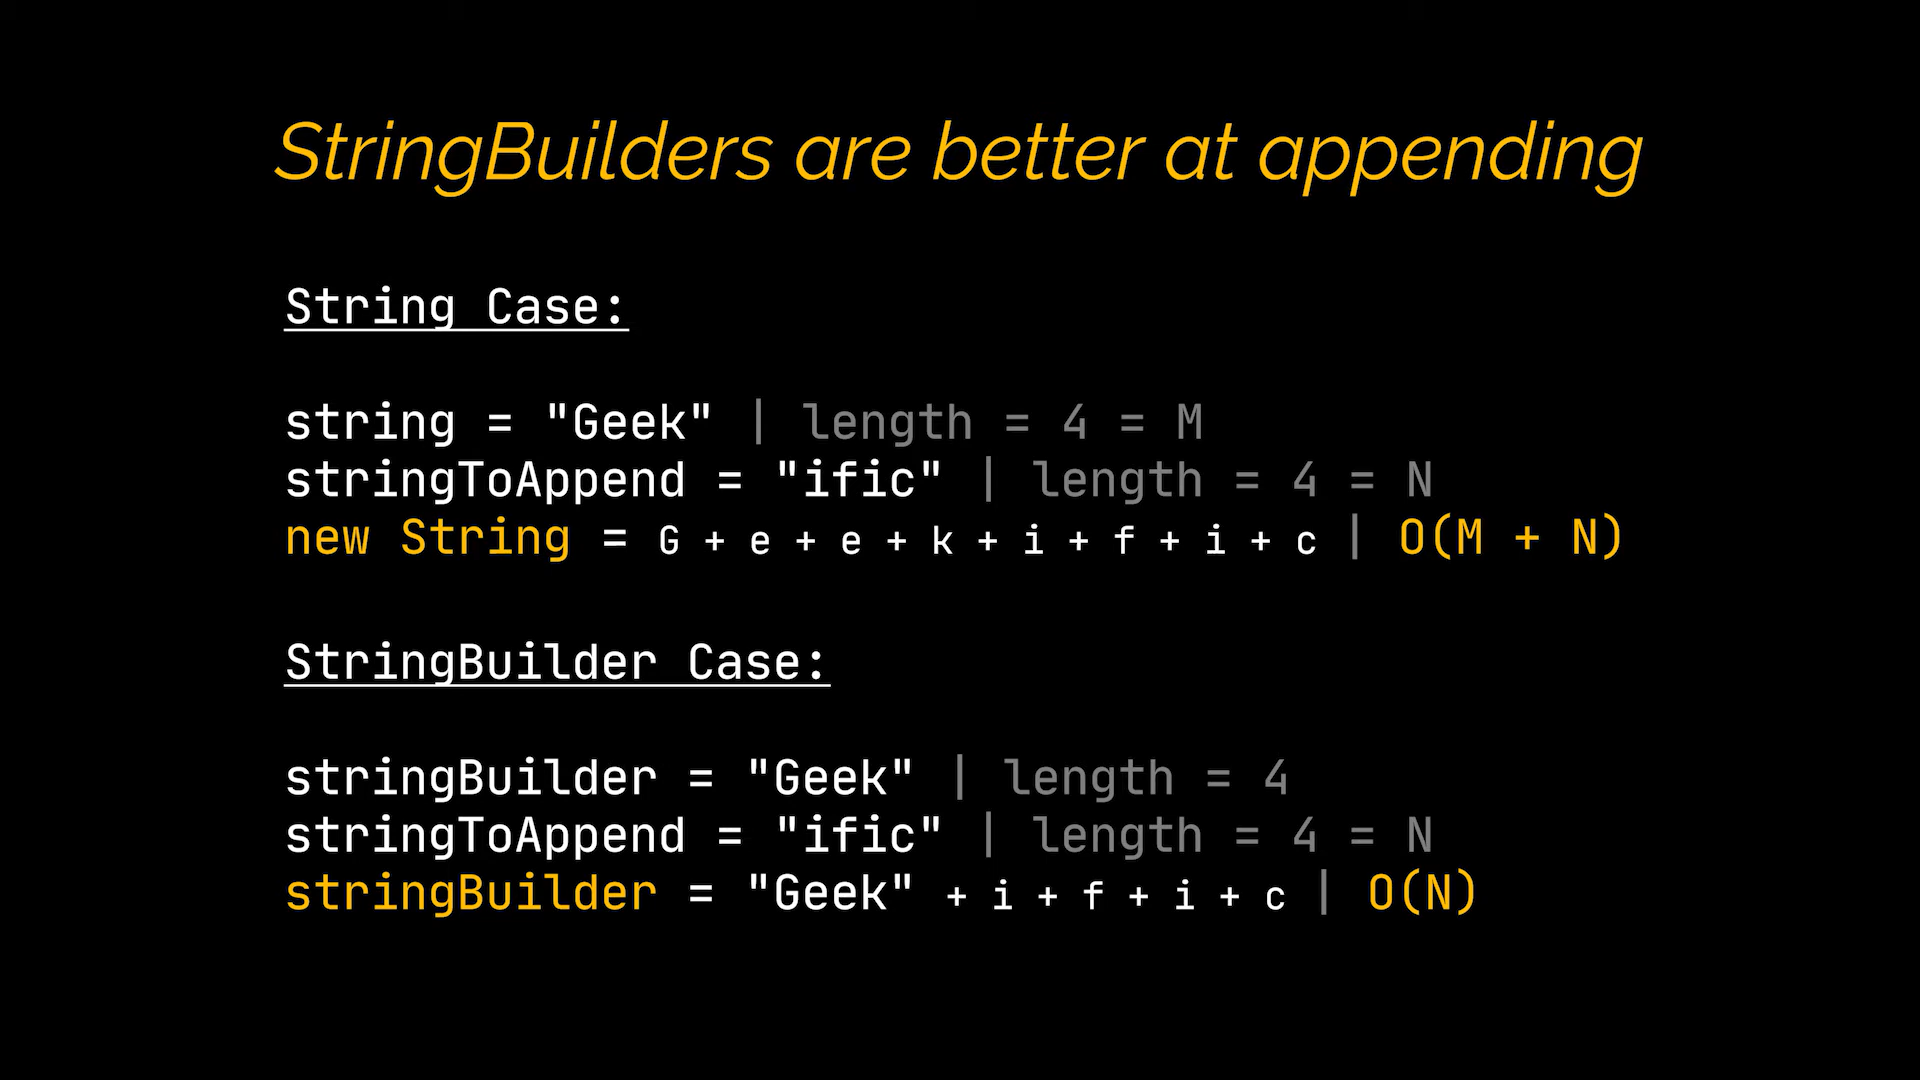 StringBuilders are better at appending
String Case:
string = "Geek" | length = 4 = M
stringToAppend = "ific" | length = 4 = N
new String = G + e + e + k + i + f + i + c | O(M + N)
StringBuilder Case:
stringBuilder = "Geek" | length = 4
stringToAppend = "ific" | length = 4 = N
stringBuilder = "Geek" + i + f + i + c | O(N)